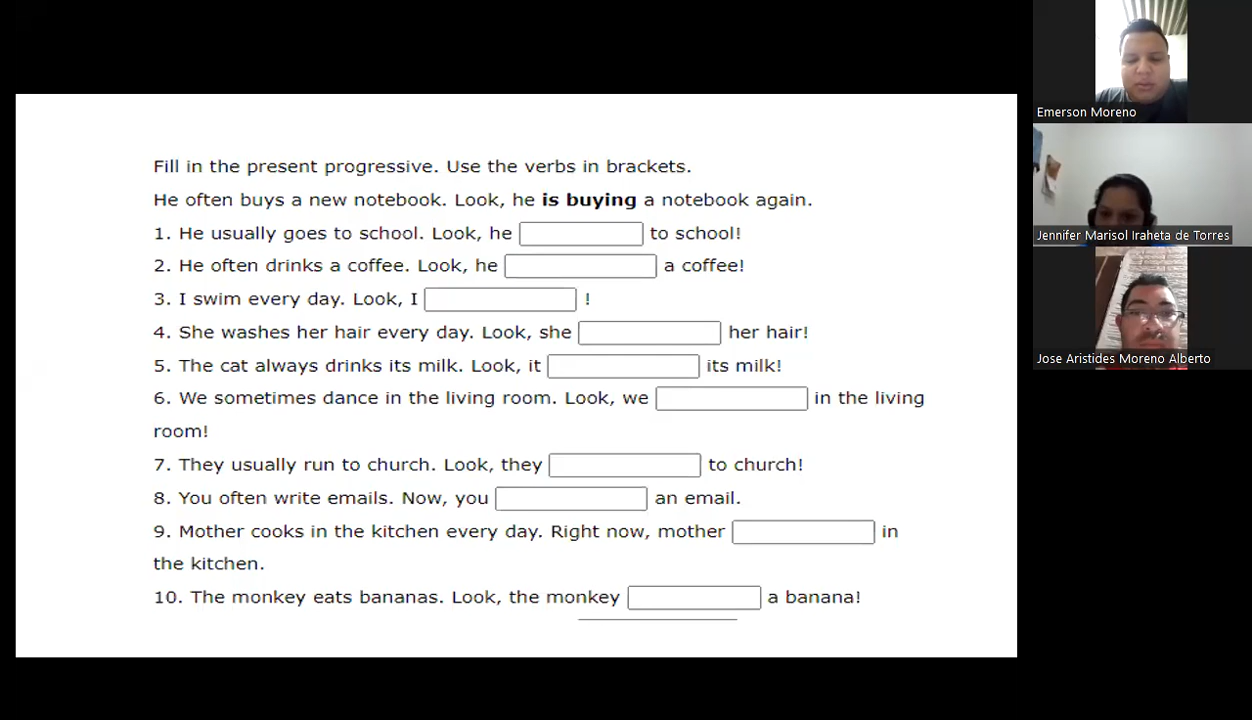 Fill in the present progressive. Use the verbs in brackets.
He often buys a new notebook. Look, he is buying a notebook again.
1. He usually goes to school. Look, he to school!
2. He often drinks a coffee. Look, he a coffee!
3. I swim every day. Look, I !
4. She washes her hair every day. Look, she her hair!
5. The cat always drinks its milk. Look, it its milk!
6. We sometimes dance in the living room. Look, we in the living
room!
7. They usually run to church. Look, they to church!
8. You often write emails. Now, you an email.
9. Mother cooks in the kitchen every day. Right now, mother in
the kitchen.
10. The monkey eats bananas. Look, the monkey a banana!
Emerson Moreno
Jennifer Marisol Iraheta de Torres
Jose Aristides Moreno Alberto